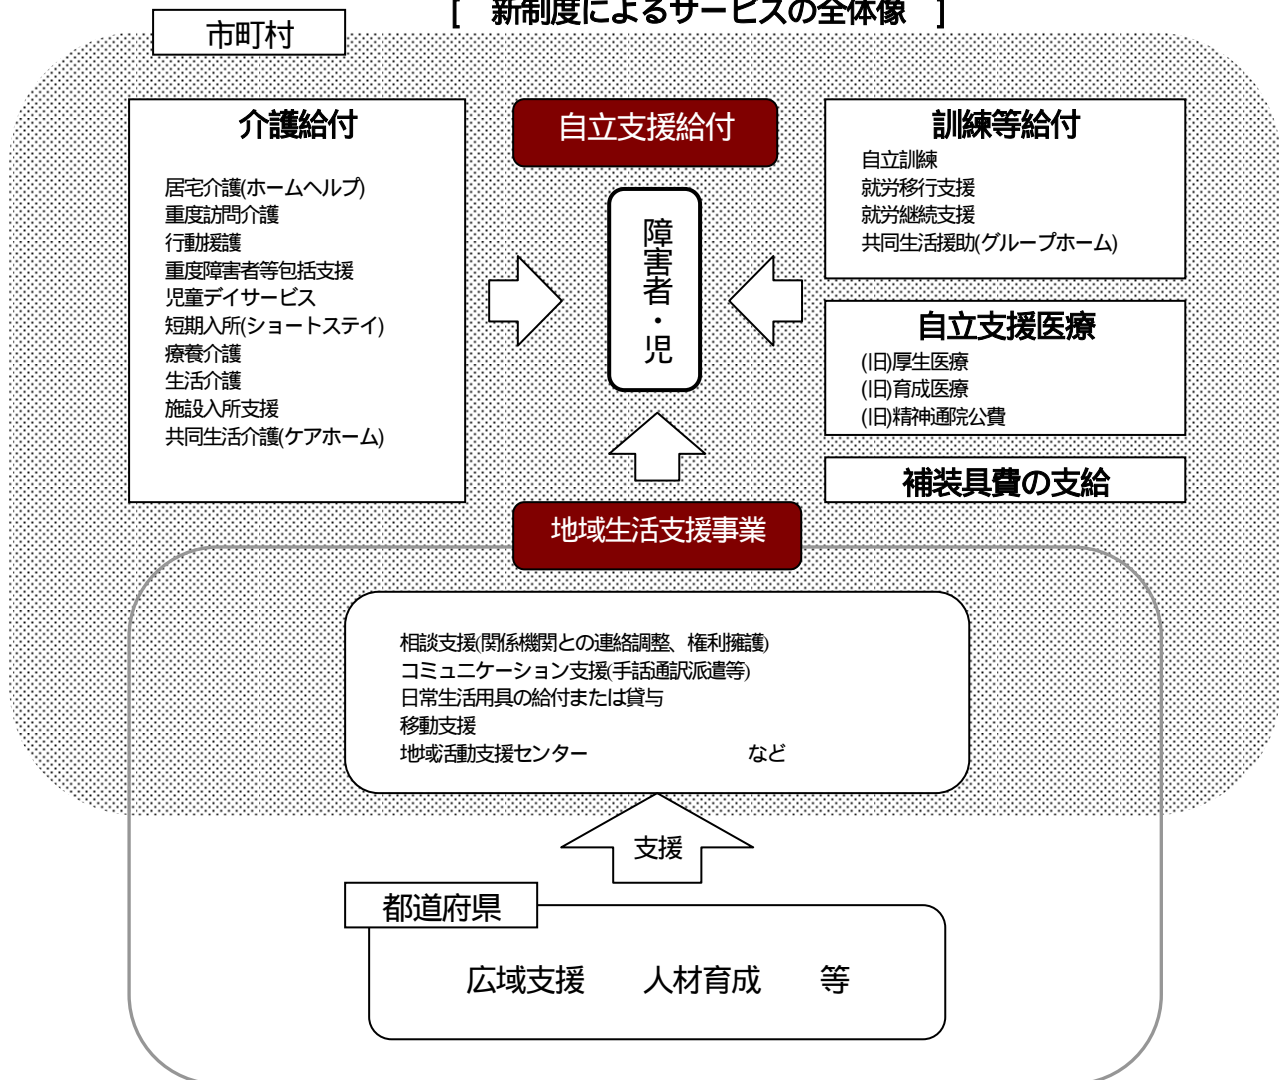 [　新制度によるサービスの全体像　]
市町村
介護給付
居宅介護(ホームヘルプ)
重度訪問介護
行動援護
重度障害者等包括支援
児童デイサービス
短期入所(ショートステイ)
療養介護
生活介護
施設入所支援
共同生活介護(ケアホーム)
自立支援給付
障害者・児
訓練等給付
自立訓練
就労移行支援
就労継続支援
共同生活援助(グループホーム)
自立支援医療
(旧)厚生医療
(旧)育成医療
(旧)精神通院公費
補装具費の支給
地域生活支援事業
相談支援(関係機関との連絡調整、権利擁護)
コミュニケーション支援(手話通訳派遣等)
日常生活用具の給付または貸与
移動支援
地域活動支援センター　　　　　　　　など
支援
都道府県
広域支援　　人材育成　　等